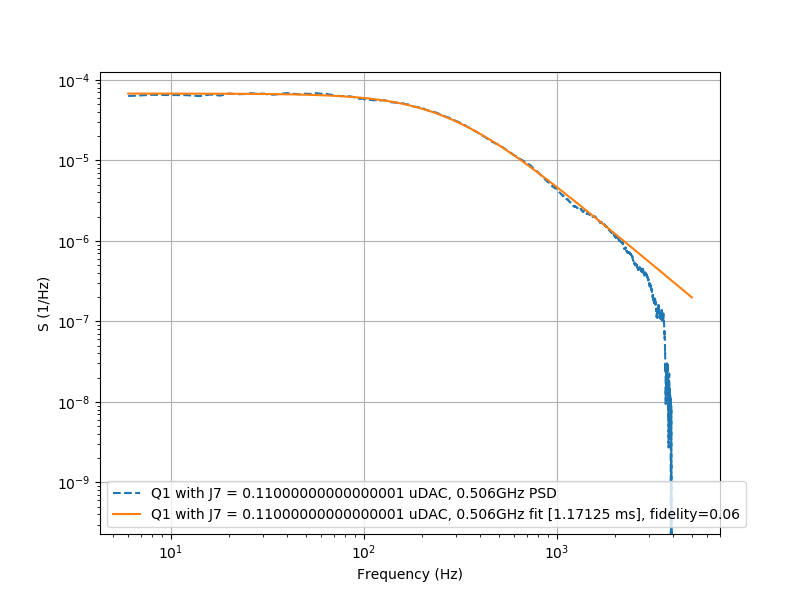 10⁻⁴
10⁻⁵
10⁻⁶
10⁻⁷
10⁻⁸
10⁻⁹
S (1/Hz)
Q1 with J7 = 0.11000000000000001 uDAC, 0.506GHz PSD
Q1 with J7 = 0.11000000000000001 uDAC, 0.506GHz fit [1.17125 ms], fidelity=0.06
10¹ 10² 10³
Frequency (Hz)